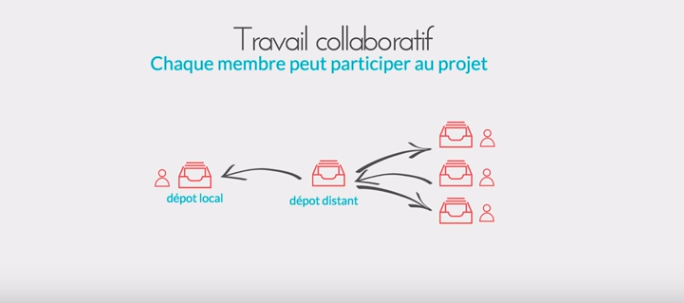 Travail collaboratif
Chaque membre peut participer au projet
dépot local
dépot distant